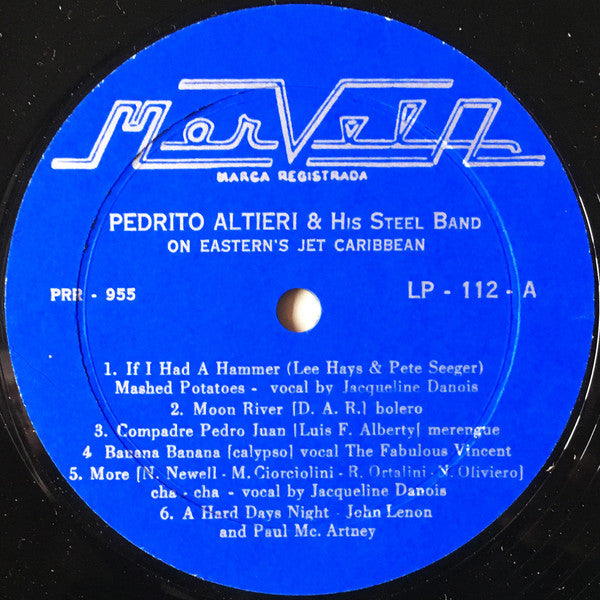 MarVela
MARCA REGISTRADA
PEDRITO ALTIERI & HIS STEEL BAND
ON EASTERN'S JET CARIBBEAN
PRR - 955
LP - 112 - A
1. If I Had A Hammer (Lee Hays & Pete Seeger)
Mashed Potatoes - vocal by Jacqueline Danois
2. Moon River [D. A. R.] bolero
3. Compadre Pedro Juan [Luis F. Alberty[ merengue
4 Banana Banana [calypso] vocal The Fabulous Vincent
5. More [N. Newell - M. Ciorciolini - R. Ortalini - N. Oliviero]
cha - cha - vocal by Jacqueline Danois
6. A Hard Days Night - John Lenon
and Paul Mc. Artney